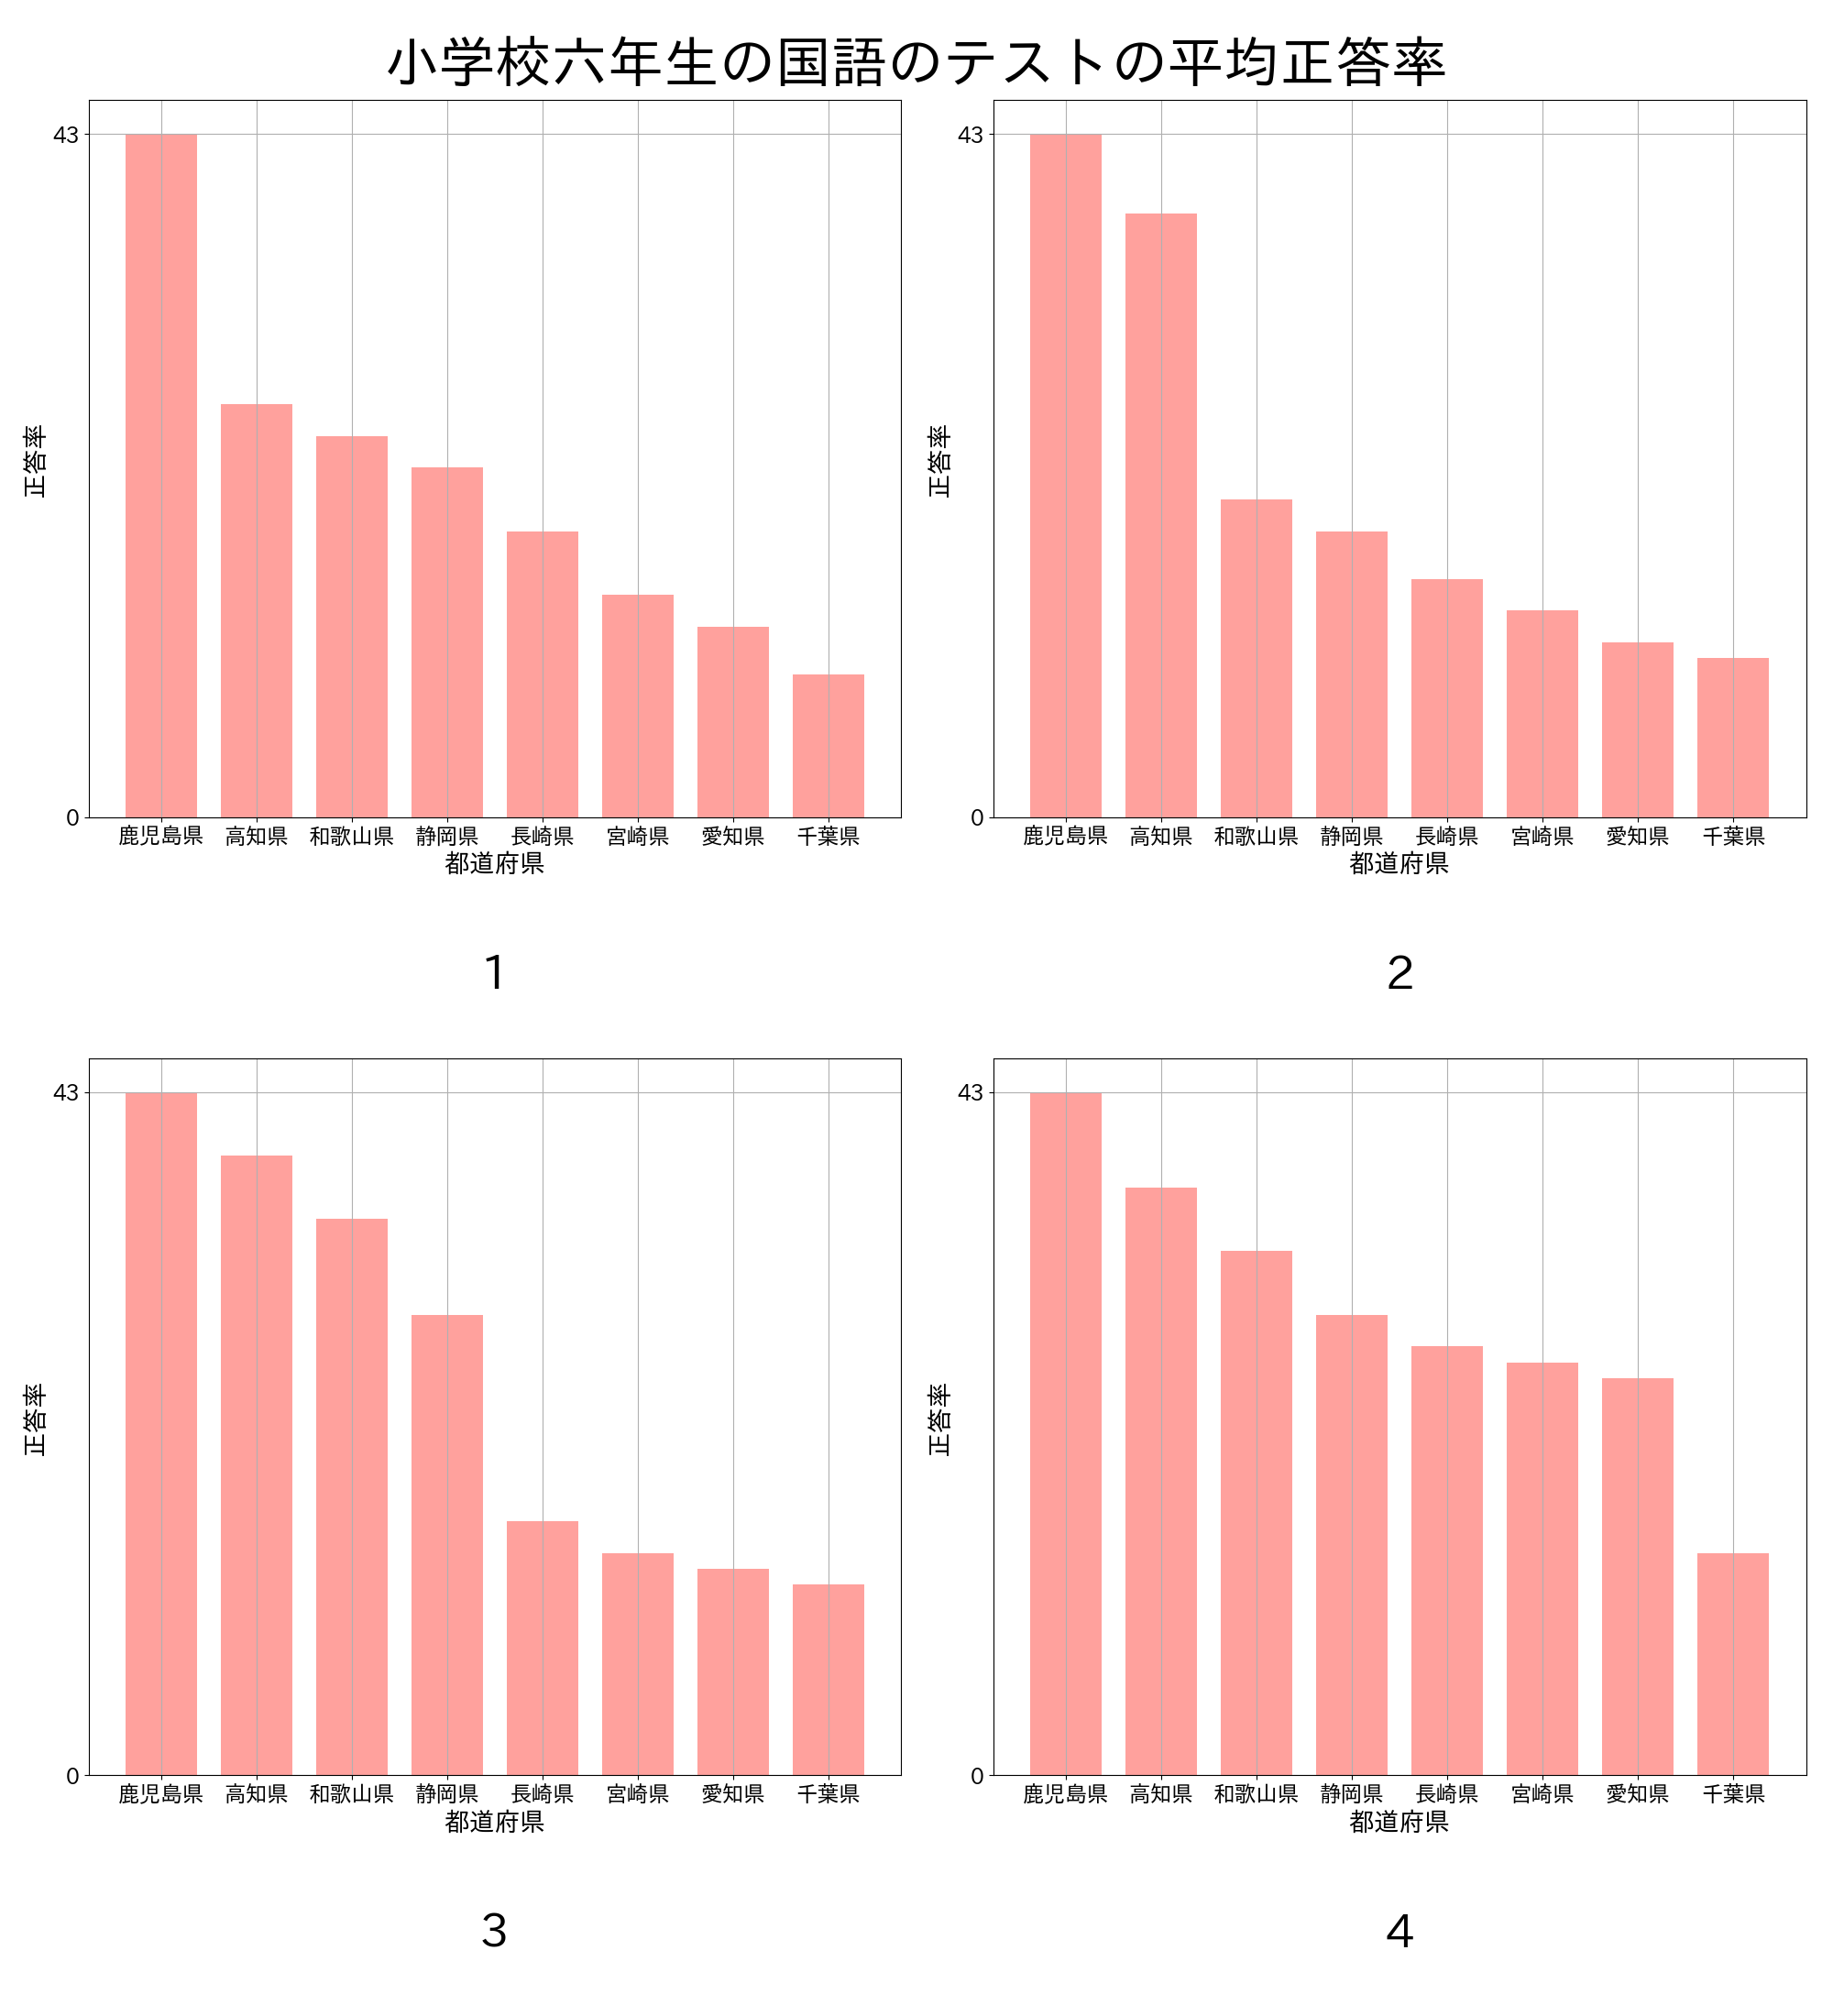 小学校六年生の国語のテストの平均正答率
43
0
正答率
鹿児島県 高知県 和歌山県 静岡県 長崎県 宮崎県 愛知県 千葉県
都道府県
1
43
0
正答率
鹿児島県 高知県 和歌山県 静岡県 長崎県 宮崎県 愛知県 千葉県
都道府県
2
43
0
正答率
鹿児島県 高知県 和歌山県 静岡県 長崎県 宮崎県 愛知県 千葉県
都道府県
3
43
0
正答率
鹿児島県 高知県 和歌山県 静岡県 長崎県 宮崎県 愛知県 千葉県
都道府県
4